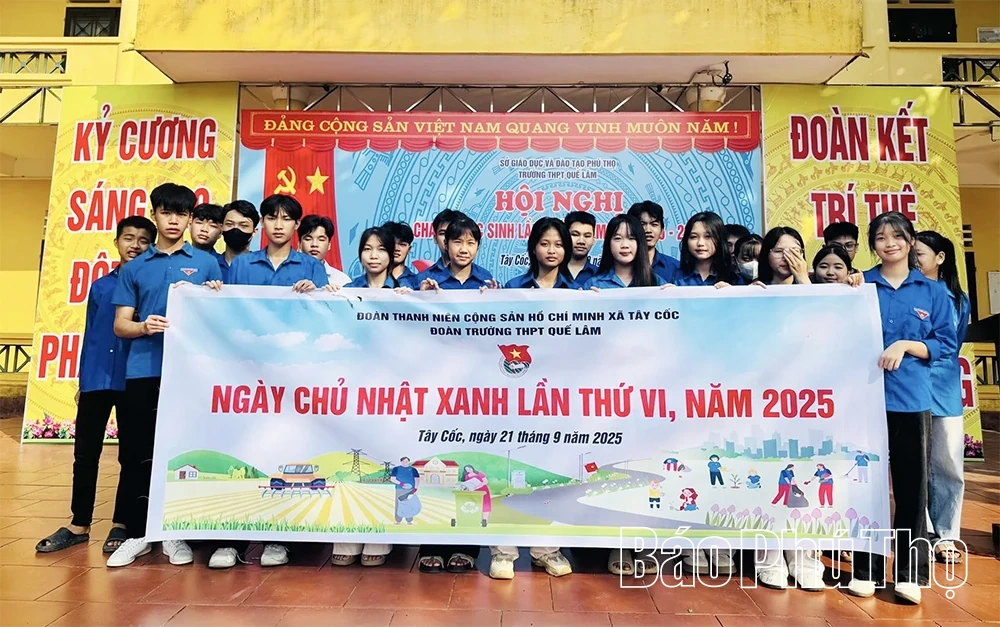 ĐẢNG CỘNG SẢN VIỆT NAM QUANG VINH MUÔN NĂM!
KỶ CƯƠNG
SÁNG
SỞ GIÁO DỤC VÀ ĐÀO TẠO PHÚ THỌ
TRƯỜNG THPT QUẾ LÂM
HỘI NGHỊ
SINH
Tây Cốc,
ĐOÀN KẾT
TRÍ TUỆ
ĐOÀN THANH NIÊN CỘNG SẢN HỒ CHÍ MINH XÃ TÂY CỐC
ĐOÀN TRƯỜNG THPT QUẾ LÂM
NGÀY CHỦ NHẬT XANH LẦN THỨ VI, NĂM 2025
Tây Cốc, ngày 21 tháng 9 năm 2025
Báo Phú Thọ